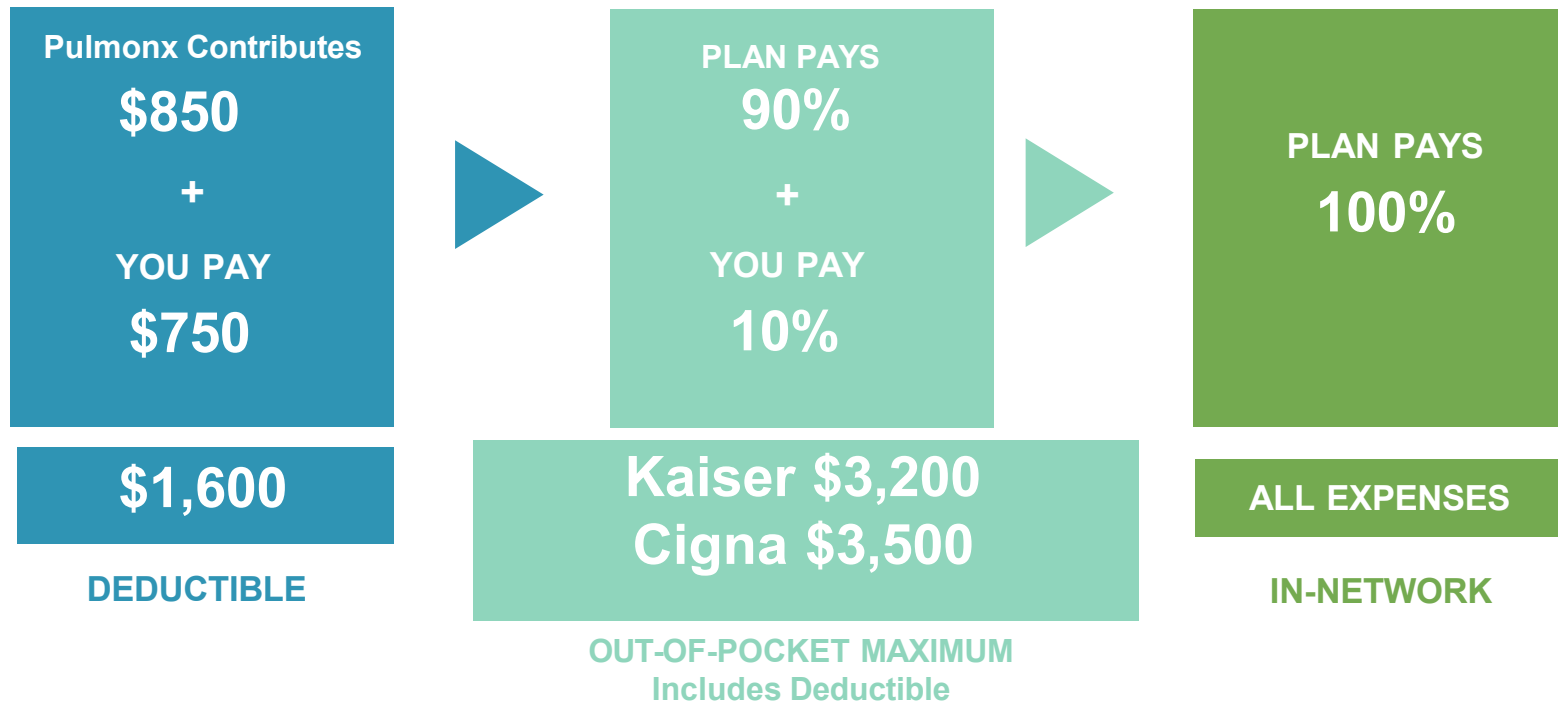 Pulmonx Contributes
$850
+
YOU PAY
$750
$1,600
DEDUCTIBLE
PLAN PAYS
90%
+
YOU PAY
10%
Kaiser $3,200
Cigna $3,500
OUT-OF-POCKET MAXIMUM
Includes Deductible
PLAN PAYS
100%
ALL EXPENSES
IN-NETWORK